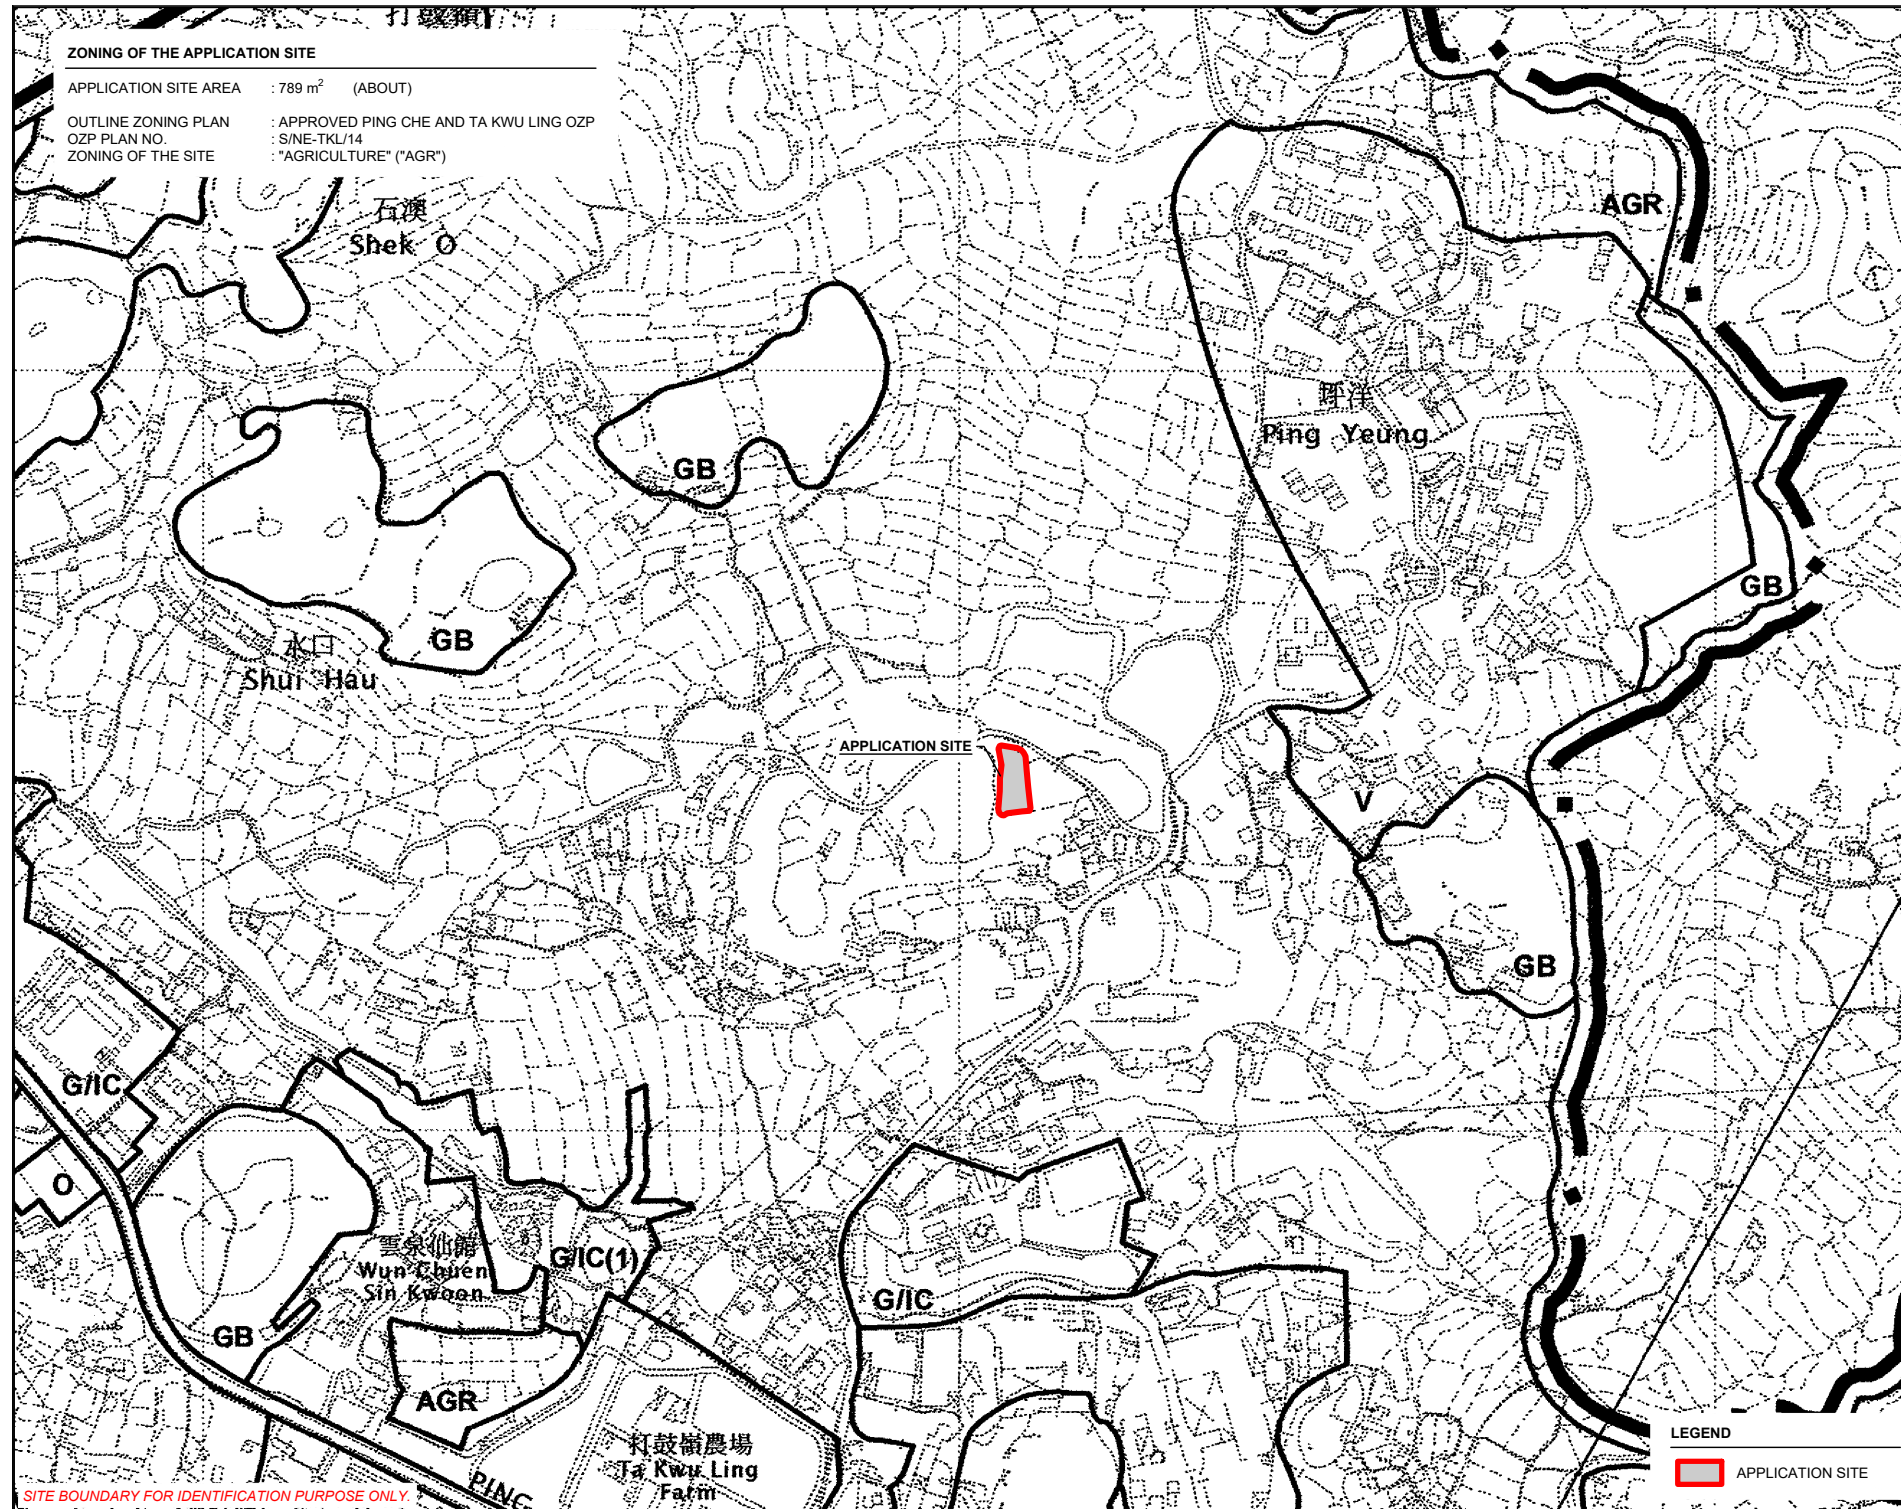 打鼓嶺
ZONING OF THE APPLICATION SITE
APPLICATION SITE AREA : 789 m² (ABOUT)
OUTLINE ZONING PLAN : APPROVED PING CHE AND TA KWU LING OZP
OZP PLAN NO. : S/NE-TKL/14
ZONING OF THE SITE : "AGRICULTURE" ("AGR")
石澳
Shek O
AGR
坪洋
Ping Yeung
GB
GB
GB
水口
Shui Hau
APPLICATION SITE
V
GB
G/IC
O
雲泉仙館
Wun Chuen
Sin Kwoon
G/IC(1)
G/IC
GB
AGR
打鼓嶺農場
Ta Kwu Ling
Farm
PING
LEGEND
APPLICATION SITE
SITE BOUNDARY FOR IDENTIFICATION PURPOSE ONLY.